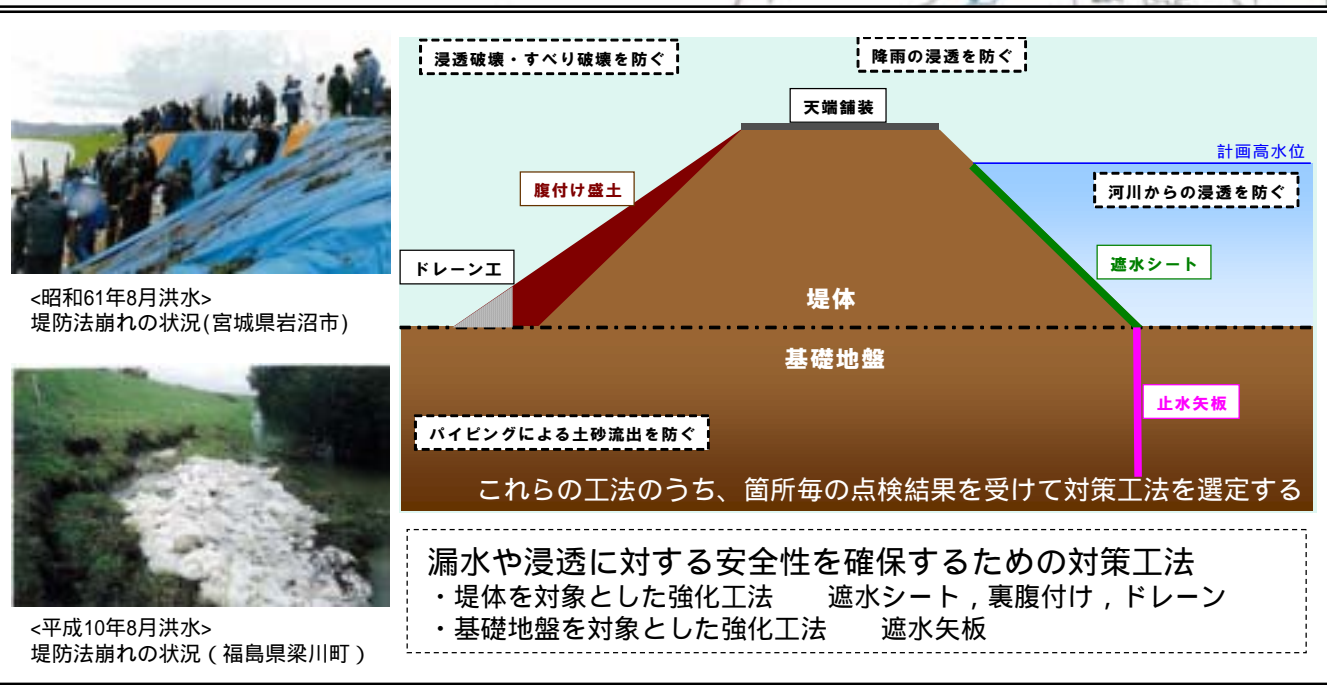 浸透破壊・すべり破壊を防ぐ
降雨の浸透を防ぐ
天端舗装
計画高水位
腹付け盛土
河川からの浸透を防ぐ
ドレーン工
遮水シート
堤体
<昭和61年8月洪水>
堤防法崩れの状況(宮城県岩沼市)
基礎地盤
止水矢板
パイピングによる土砂流出を防ぐ
これらの工法のうち、箇所毎の点検結果を受けて対策工法を選定する
漏水や浸透に対する安全性を確保するための対策工法
・堤体を対象とした強化工法　　遮水シート，裏腹付け，ドレーン
・基礎地盤を対象とした強化工法　　遮水矢板
<平成10年8月洪水>
堤防法崩れの状況（福島県梁川町）